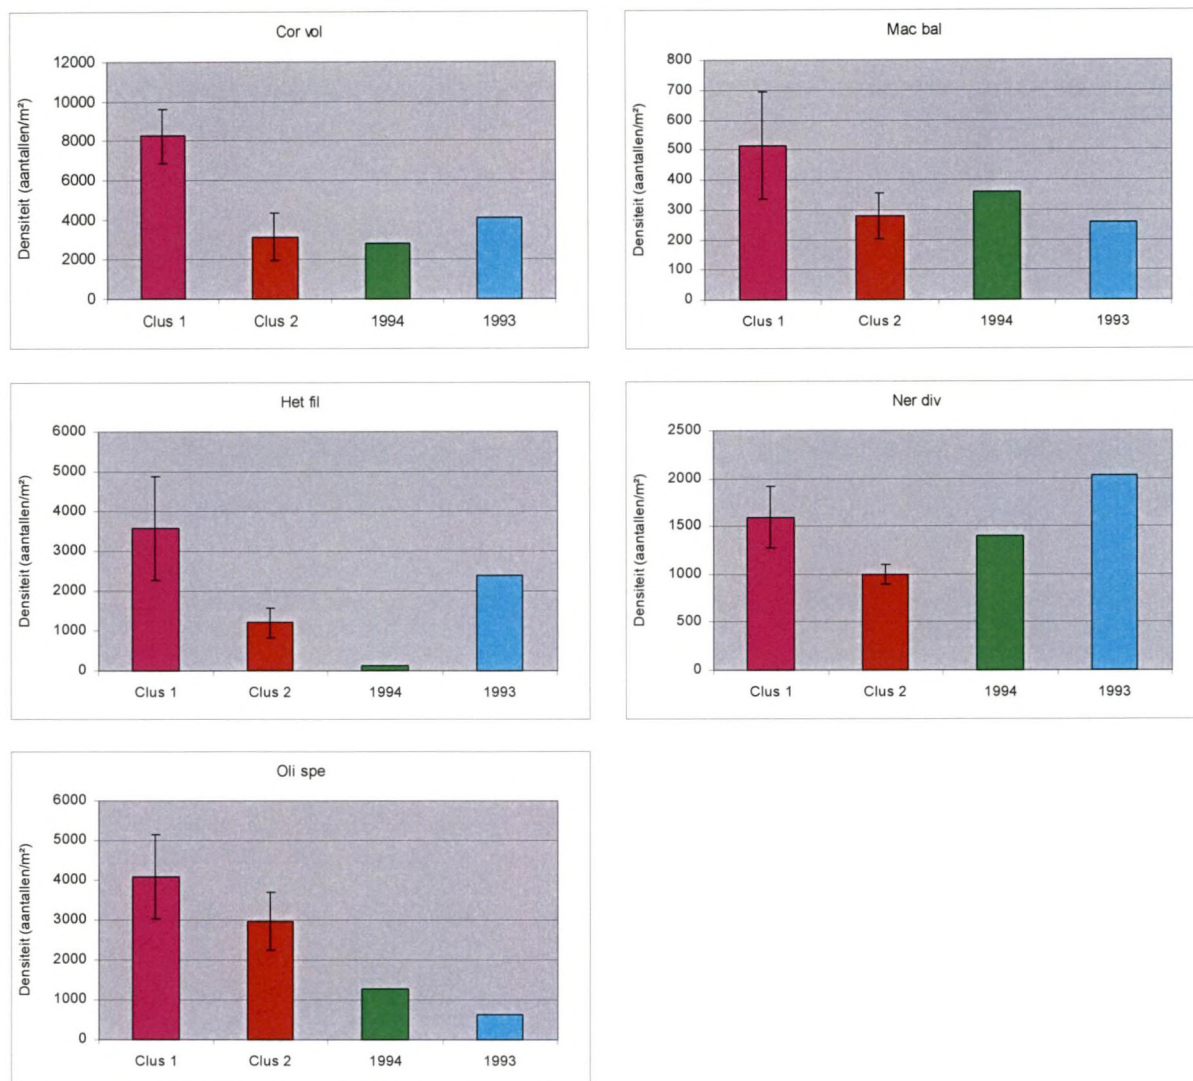 Cor vol
Densiteit (aantallen/m²)
12000
10000
8000
6000
4000
2000
0
Clus 1 Clus 2 1994 1993
Mac bal
Densiteit (aantallen/m²)
800
700
600
500
400
300
200
100
0
Clus 1 Clus 2 1994 1993
Het fil
Densiteit (aantallen/m²)
6000
5000
4000
3000
2000
1000
0
Clus 1 Clus 2 1994 1993
Ner div
Densiteit (aantallen/m²)
2500
2000
1500
1000
500
0
Clus 1 Clus 2 1994 1993
Oli spe
Densiteit (aantallen/m²)
6000
5000
4000
3000
2000
1000
0
Clus 1 Clus 2 1994 1993